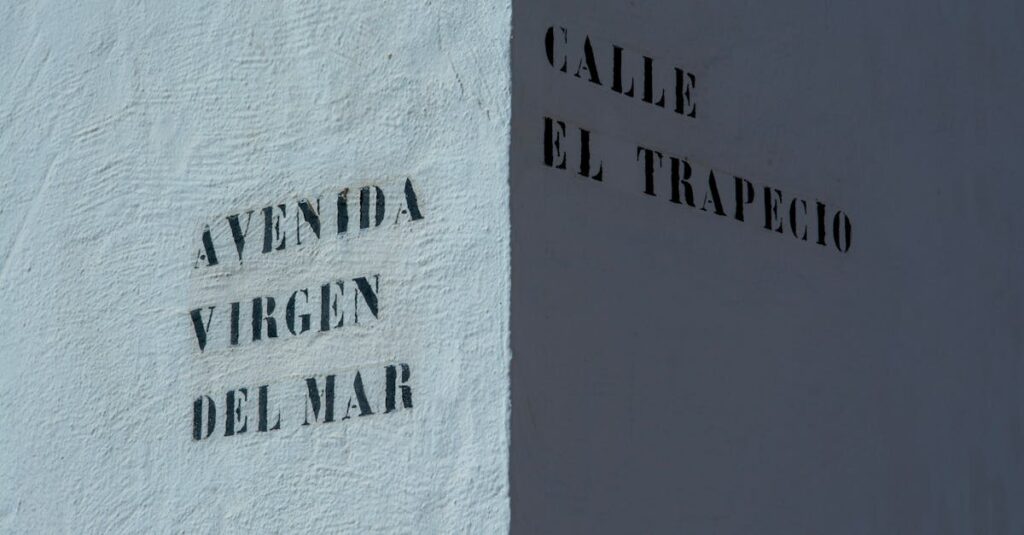 AVENIDA
VIRGEN
DEL MAR
CALLE
EL TRAPECIO